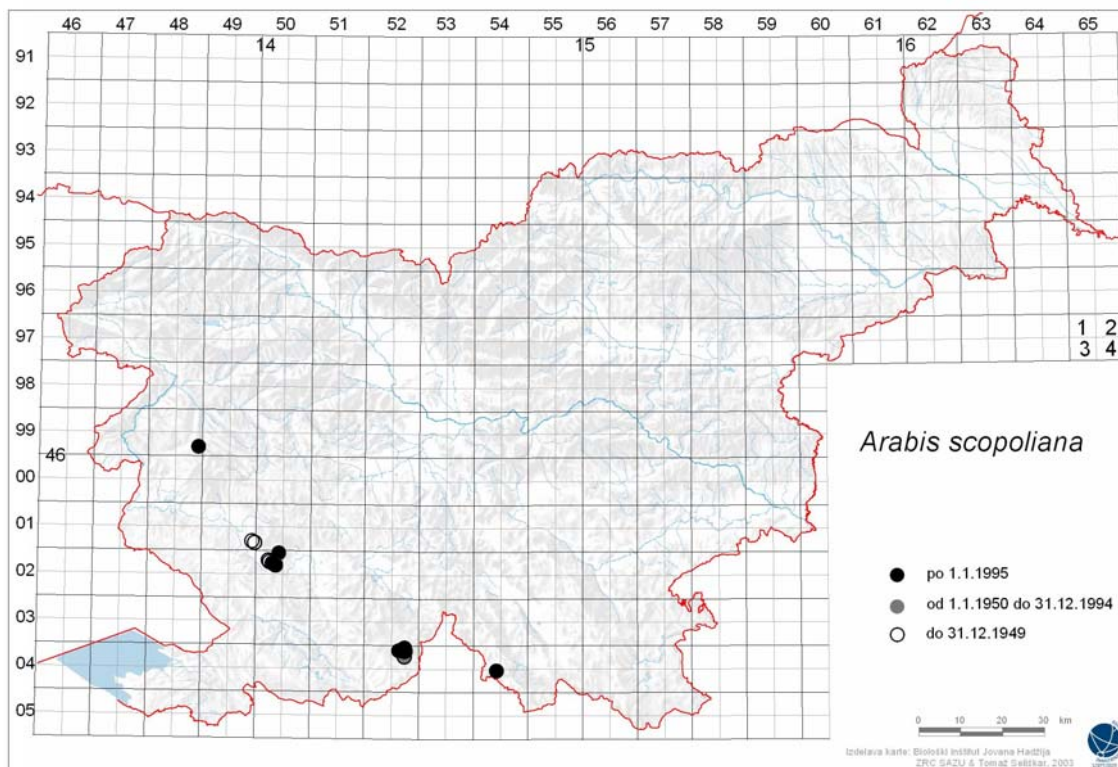 46 47 48 49 50 51 52 53 54 55 56 57 58 59 60 61 62 63 64 65
14 15 16
91
92
93
94
95
96
97
1 2
3 4
98
99
46
00
01
02
03
04
05
Arabis scopoliana
po 1.1.1995
od 1.1.1950 do 31.12.1994
do 31.12.1949
0 10 20 30 km
Izdelava karte: Biološki inštitut Jovana Hadžija
ZRC SAZU & Tomaž Seliškar, 2003